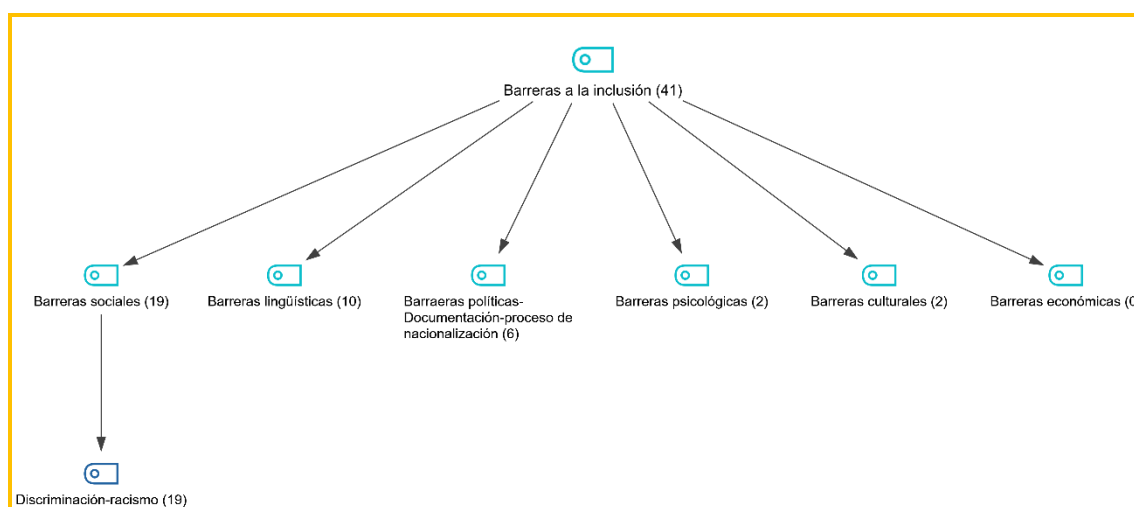 Barreras a la inclusión (41)
Barreras sociales (19)
Barreras lingüísticas (10)
Barraeras políticas-
Documentación-proceso de
nacionalización (6)
Barreras psicológicas (2)
Barreras culturales (2)
Barreras económicas (0
Discriminación-racismo (19)